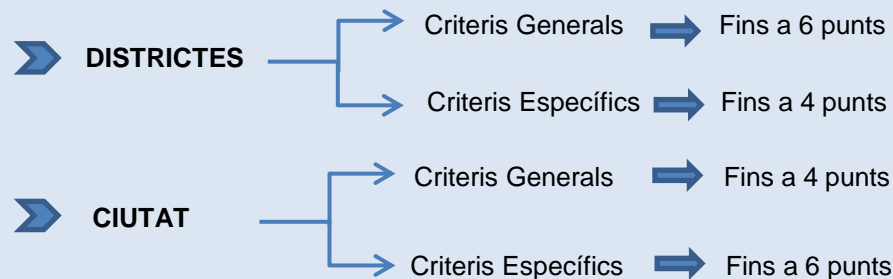 Criteris Generals Fins a 6 punts
DISTRICTES
Criteris Específics Fins a 4 punts
Criteris Generals Fins a 4 punts
CIUTAT
Criteris Específics Fins a 6 punts